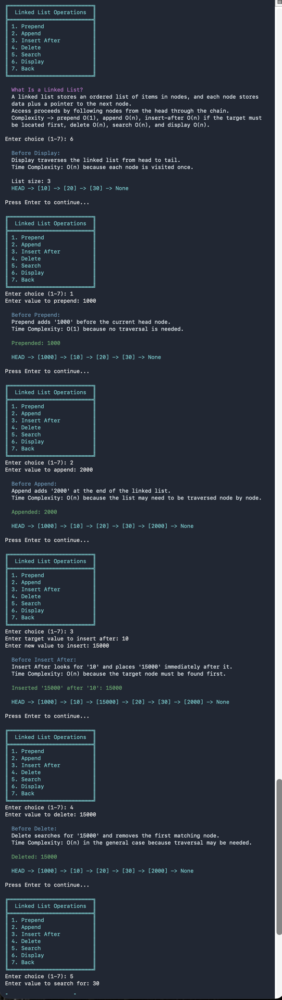 Linked List Operations
1. Prepend
2. Append
3. Insert After
4. Delete
5. Search
6. Display
7. Back
What Is a Linked List?
A linked list stores an ordered list of items in nodes, and each node stores
data plus a pointer to the next node.
Access proceeds by following nodes from the head through the chain.
Complexity -> prepend O(1), append O(n), insert-after O(n) if the target must
be located first, delete O(n), search O(n), and display O(n).
Enter choice (1-7): 6
Before Display:
Display traverses the linked list from head to tail.
Time Complexity: O(n) because each node is visited once.
List size: 3
HEAD -> [10] -> [20] -> [30] -> None
Press Enter to continue...
Linked List Operations
1. Prepend
2. Append
3. Insert After
4. Delete
5. Search
6. Display
7. Back
Enter choice (1-7): 1
Enter value to prepend: 1000
Before Prepend:
Prepend adds '1000' before the current head node.
Time Complexity: O(1) because no traversal is needed.
Prepended: 1000
HEAD -> [1000] -> [10] -> [20] -> [30] -> None
Press Enter to continue...
Linked List Operations
1. Prepend
2. Append
3. Insert After
4. Delete
5. Search
6. Display
7. Back
Enter choice (1-7): 2
Enter value to append: 2000
Before Append:
Append adds '2000' at the end of the linked list.
Time Complexity: O(n) because the list may need to be traversed node by node.
Appended: 2000
HEAD -> [1000] -> [10] -> [20] -> [30] -> [2000] -> None
Press Enter to continue...
Linked List Operations
1. Prepend
2. Append
3. Insert After
4. Delete
5. Search
6. Display
7. Back
Enter choice (1-7): 3
Enter target value to insert after: 10
Enter new value to insert: 15000
Before Insert After:
Insert After looks for '10' and places '15000' immediately after it.
Time Complexity: O(n) because the target node must be found first.
Inserted '15000' after '10': 15000
HEAD -> [1000] -> [10] -> [15000] -> [20] -> [30] -> [2000] -> None
Press Enter to continue...
Linked List Operations
1. Prepend
2. Append
3. Insert After
4. Delete
5. Search
6. Display
7. Back
Enter choice (1-7): 4
Enter value to delete: 15000
Before Delete:
Delete searches for '15000' and removes the first matching node.
Time Complexity: O(n) in the general case because traversal may be needed.
Deleted: 15000
HEAD -> [1000] -> [10] -> [20] -> [30] -> [2000] -> None
Press Enter to continue...
Linked List Operations
1. Prepend
2. Append
3. Insert After
4. Delete
5. Search
6. Display
7. Back
Enter choice (1-7): 5
Enter value to search for: 30